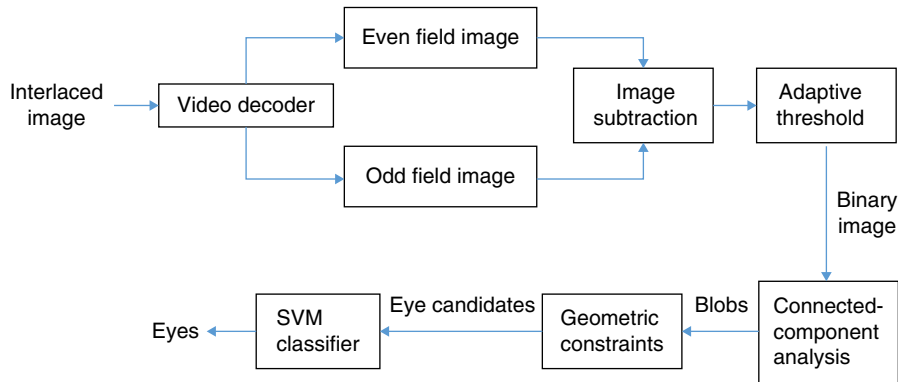 Even field image
Interlaced
image
Video decoder
Image
subtraction
Adaptive
threshold
Odd field image
Binary
image
Eyes
SVM
classifier
Eye candidates
Geometric
constraints
Blobs
Connected-
component
analysis